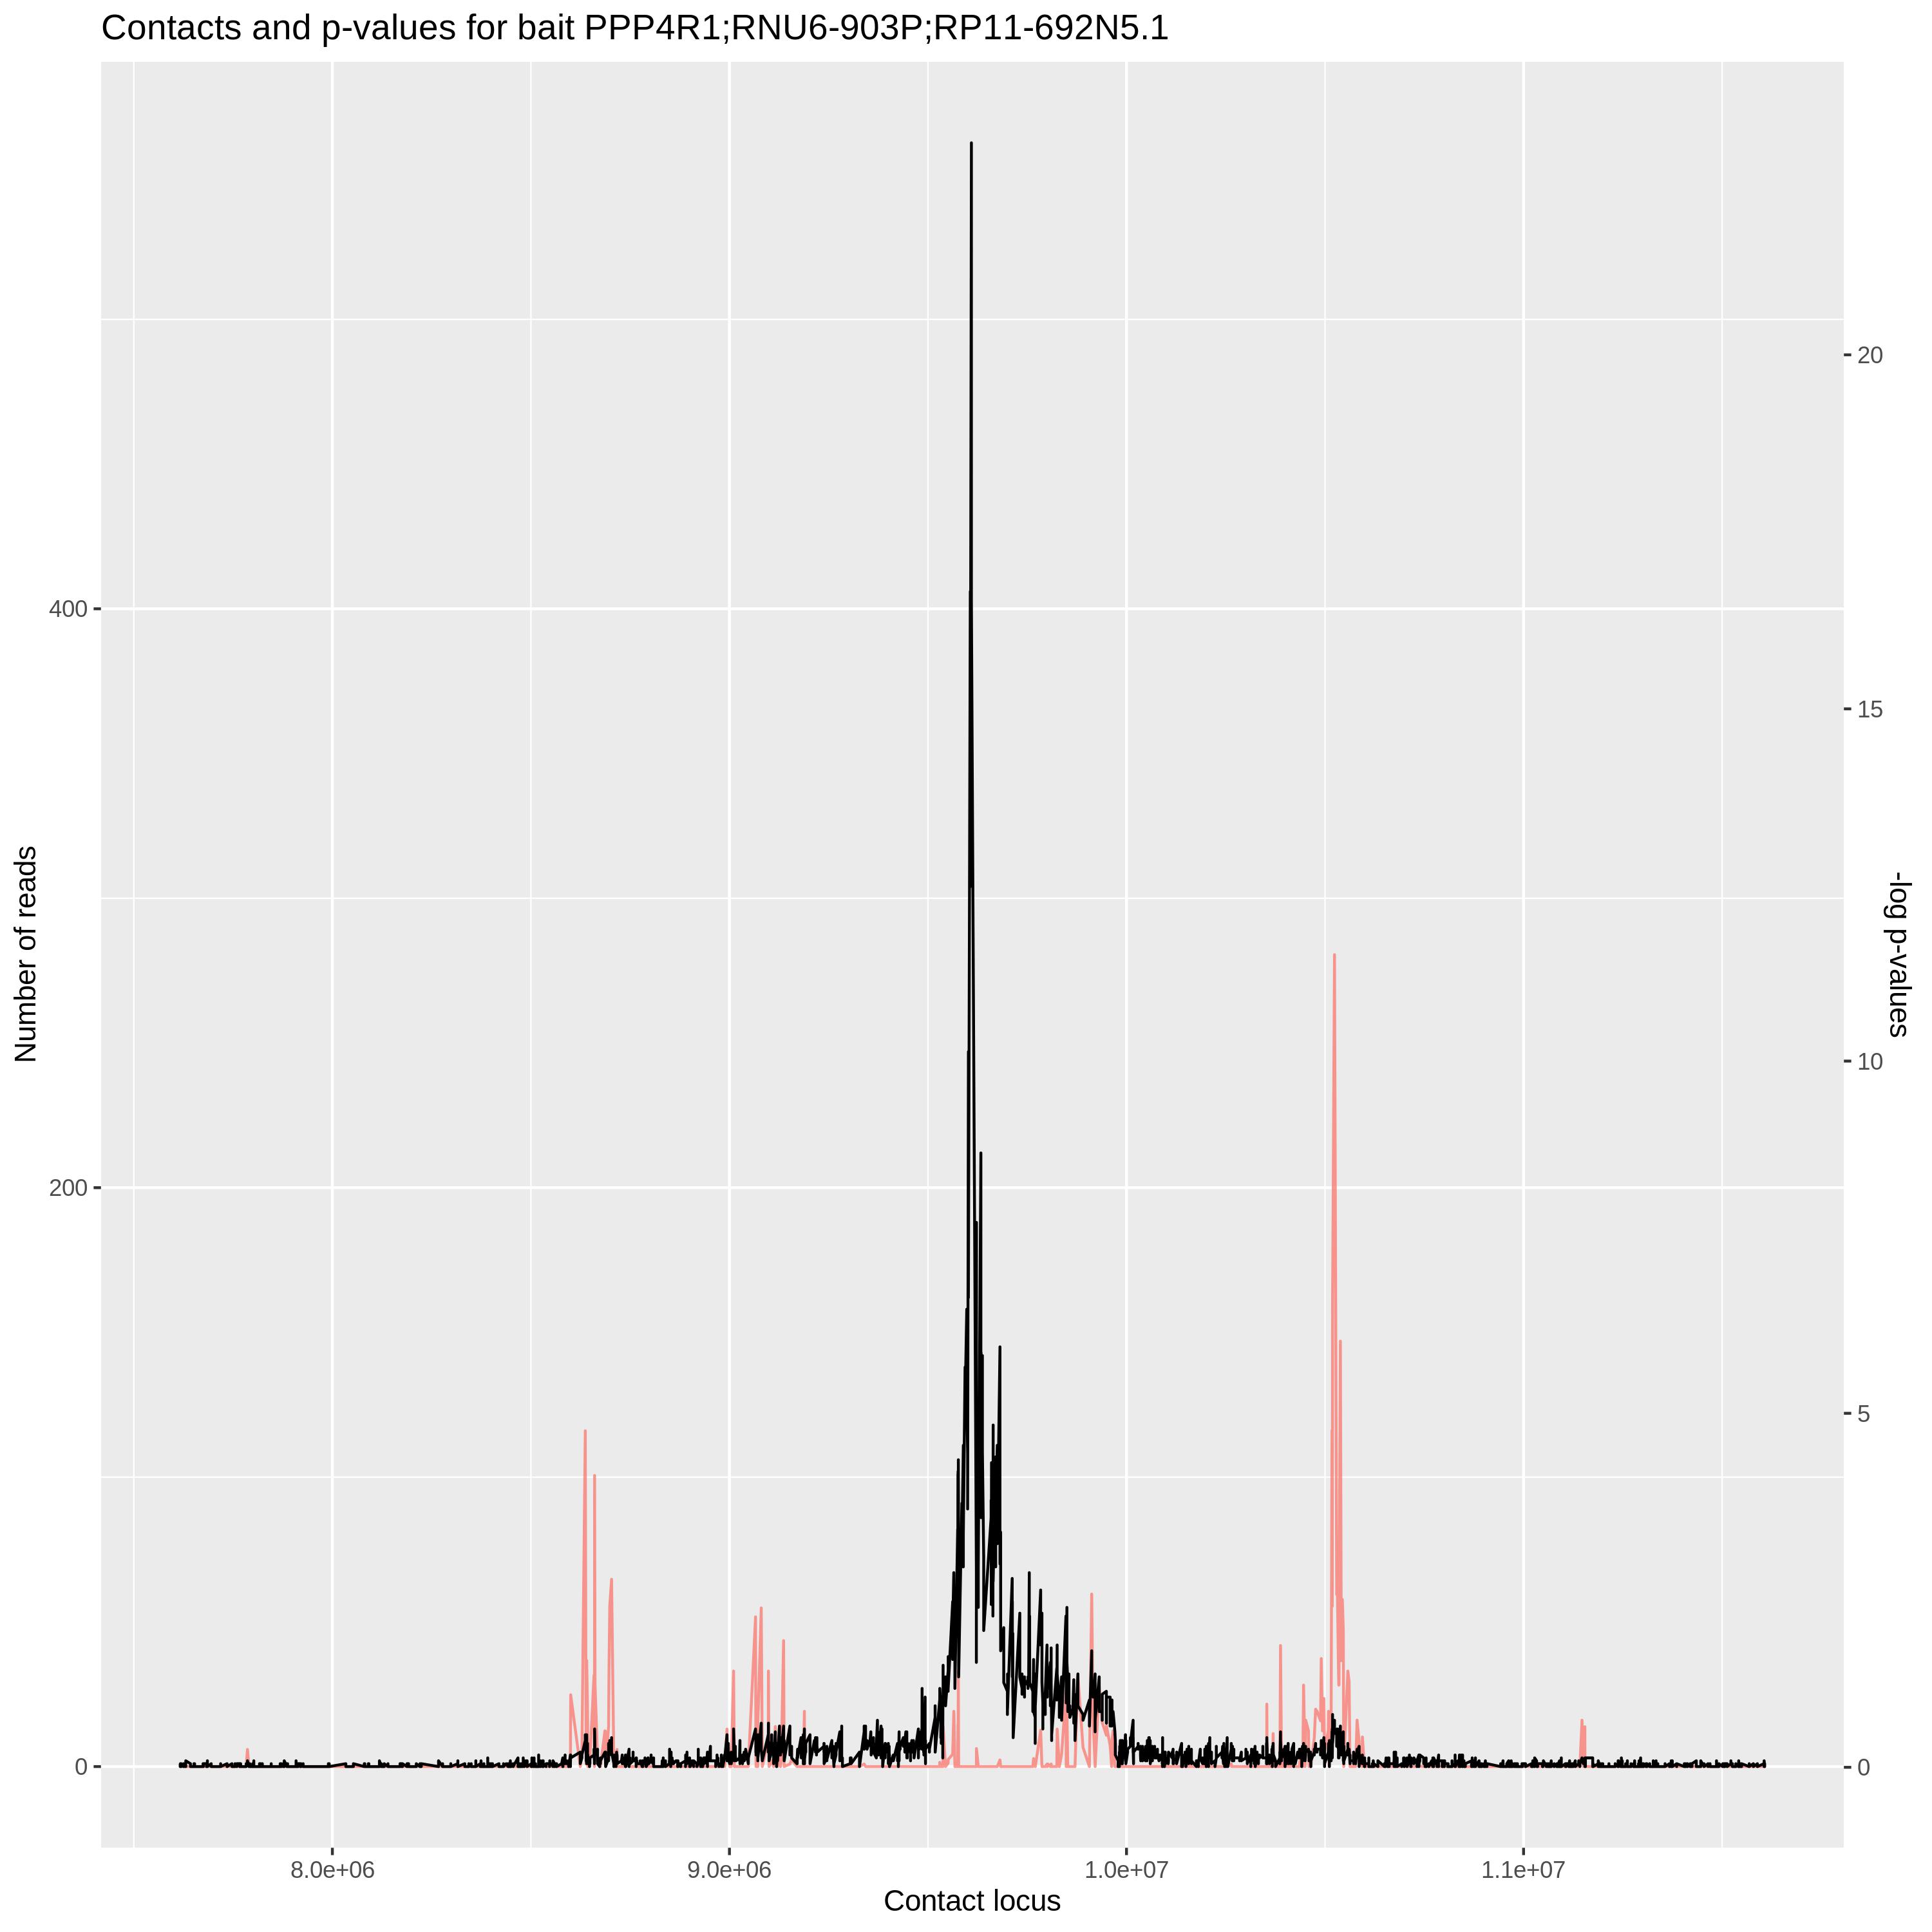 Contacts and p-values for bait PPP4R1;RNU6-903P;RP11-692N5.1
400
200
0
Number of reads
20
15
10
5
0
-log p-values
8.0e+06
9.0e+06
1.0e+07
1.1e+07
Contact locus